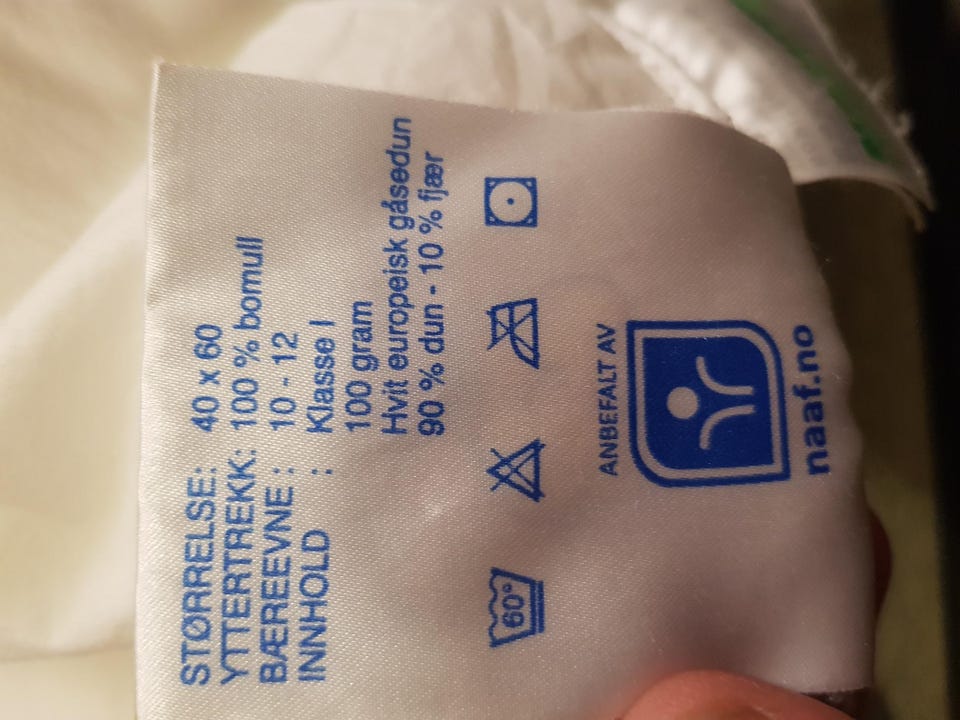 STØRRELSE: 40 x 60
YTTERTREKK: 100 % bomull
BÆREEVNE : 10 - 12
INNHOLD : Klasse I
100 gram
Hvit europeisk gåsedun
90 % dun - 10 % fjær
60°
ANBEFALT AV
naaf.no